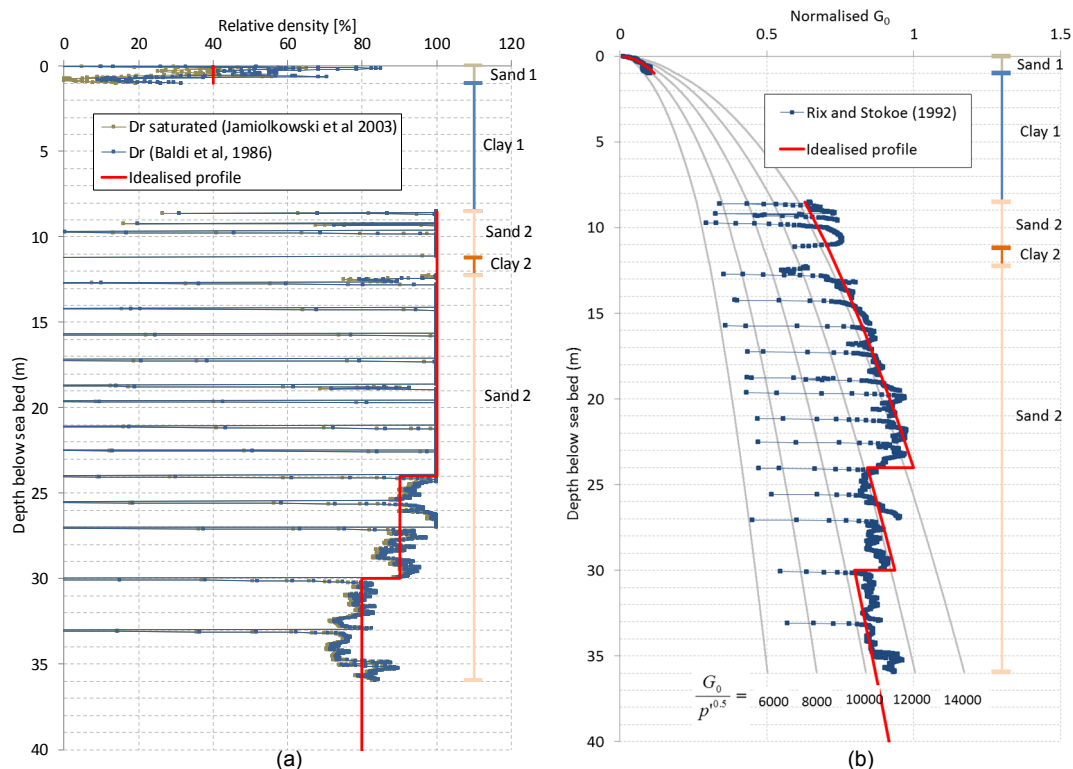 Relative density [%]
0 20 40 60 80 100 120
0
5
10
15
20
25
30
35
40
Depth below sea bed (m)
Dr saturated (Jamiolkowski et al 2003)
Dr (Baldi et al, 1986)
Idealised profile
Sand 1
Clay 1
Sand 2
Clay 2
Sand 2
(a)
Normalised G0
0 0.5 1 1.5
0
5
10
15
20
25
30
35
40
Depth below sea bed (m)
Rix and Stokoe (1992)
Idealised profile
Sand 1
Clay 1
Sand 2
Clay 2
Sand 2
G0 / p'^0.5 = 6000 8000 10000 12000 14000
(b)